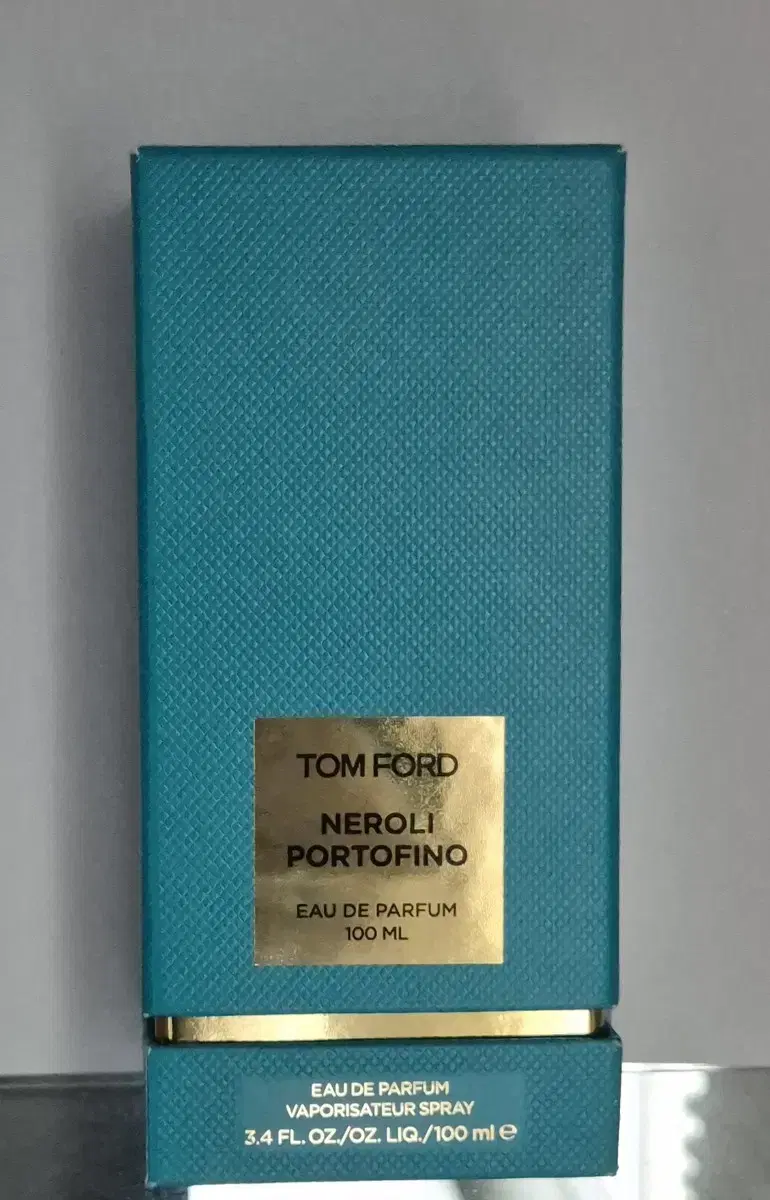 TOM FORD
NEROLI
PORTOFINO
EAU DE PARFUM
100 ML
EAU DE PARFUM
VAPORISATEUR SPRAY
3.4 FL. OZ./OZ. LIQ./100 ml ℮